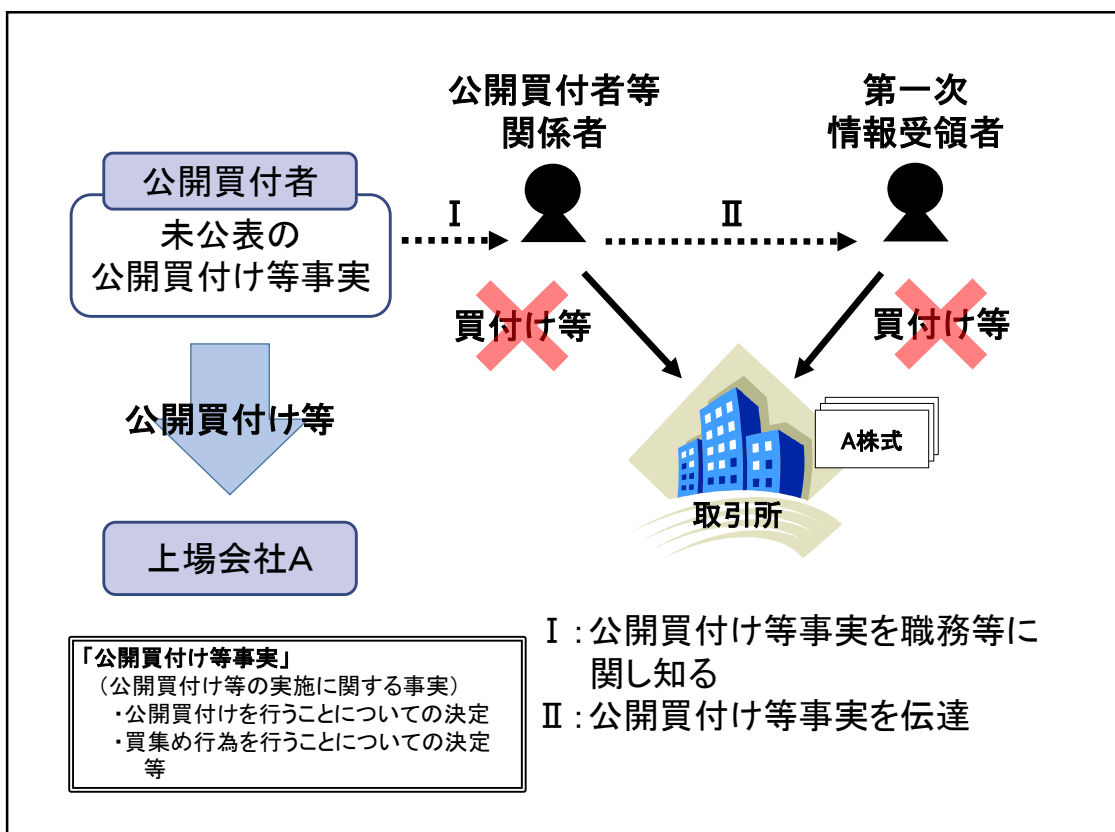 公開買付者等
関係者
第一次
情報受領者
公開買付者
未公表の
公開買付け等事実
Ⅰ
Ⅱ
買付け等
買付け等
公開買付け等
A株式
取引所
上場会社A
「公開買付け等事実」
（公開買付け等の実施に関する事実）
・公開買付けを行うことについての決定
・買集め行為を行うことについての決定
等
Ⅰ：公開買付け等事実を職務等に
関し知る
Ⅱ：公開買付け等事実を伝達